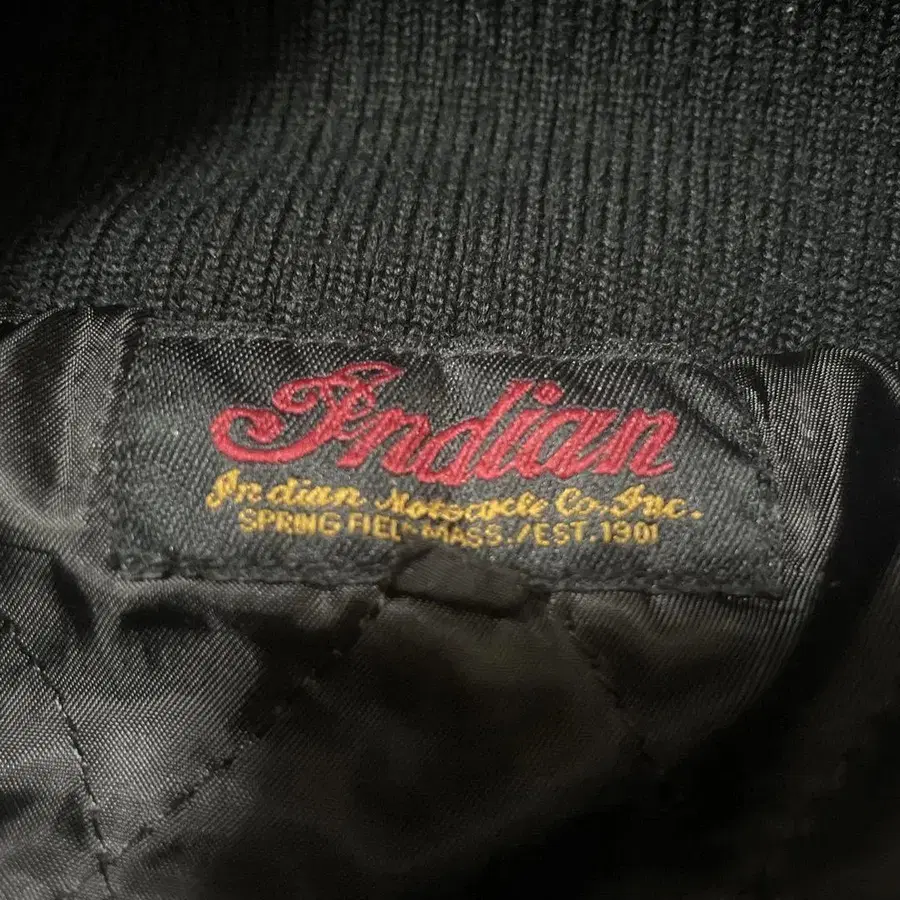 Indian
Indian Motocycle Co. Inc.
SPRING FIELD MASS./EST.1901